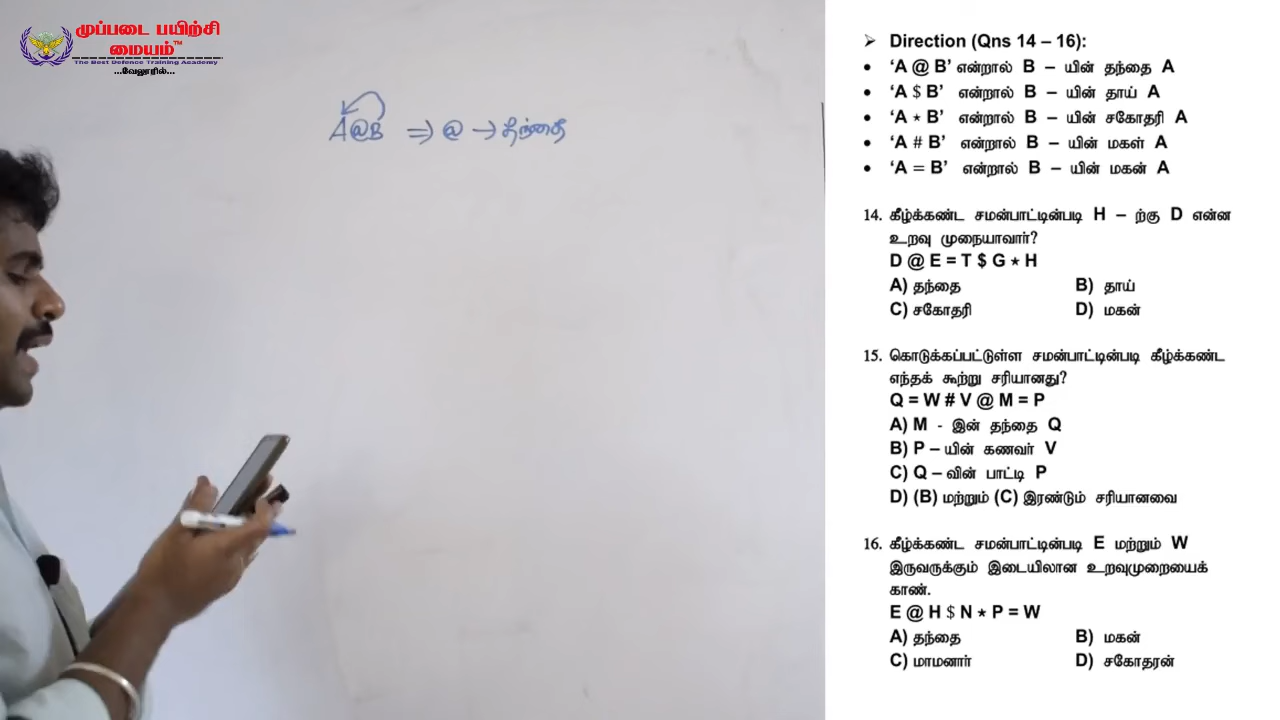 முப்படை பயிற்சி
மையம்™
The Best Defence Training Academy
...வேலூரில்...
A@B ⇒ @ → தந்தை
➢ Direction (Qns 14 – 16):
• ‘A @ B’ என்றால் B – யின் தந்தை A
• ‘A $ B’ என்றால் B – யின் தாய் A
• ‘A ⋆ B’ என்றால் B – யின் சகோதரி A
• ‘A # B’ என்றால் B – யின் மகள் A
• ‘A = B’ என்றால் B – யின் மகன் A
14. கீழ்க்கண்ட சமன்பாட்டின்படி H – ற்கு D என்ன
உறவு முனையாவார்?
D @ E = T $ G ⋆ H
A) தந்தை B) தாய்
C) சகோதரி D) மகன்
15. கொடுக்கப்பட்டுள்ள சமன்பாட்டின்படி கீழ்க்கண்ட
எந்தக் கூற்று சரியானது?
Q = W # V @ M = P
A) M - இன் தந்தை Q
B) P – யின் கணவர் V
C) Q – வின் பாட்டி P
D) (B) மற்றும் (C) இரண்டும் சரியானவை
16. கீழ்க்கண்ட சமன்பாட்டின்படி E மற்றும் W
இருவருக்கும் இடையிலான உறவுமுறையைக்
காண்.
E @ H $ N ⋆ P = W
A) தந்தை B) மகன்
C) மாமனார் D) சகோதரன்